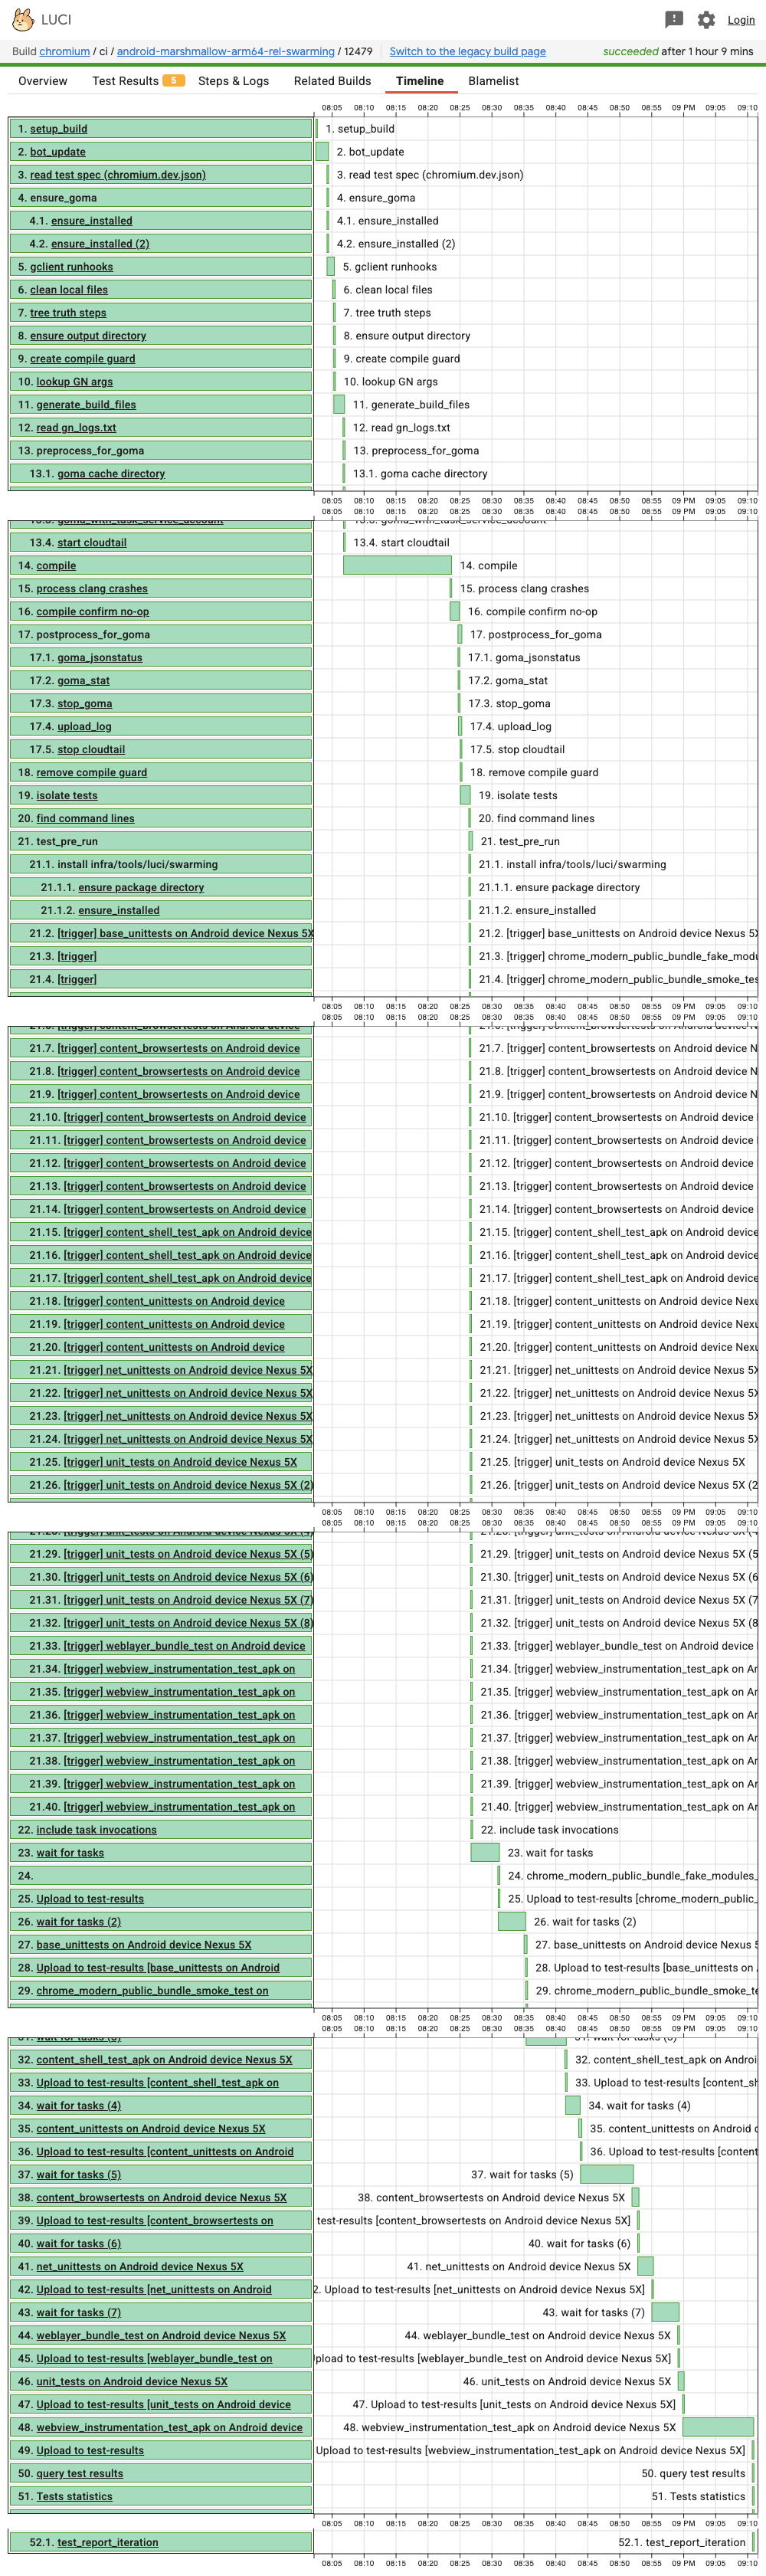 LUCI
Login
Build chromium / ci / android-marshmallow-arm64-rel-swarming / 12479 Switch to the legacy build page succeeded after 1 hour 9 mins
Overview Test Results 5 Steps & Logs Related Builds Timeline Blamelist
08:05 08:10 08:15 08:20 08:25 08:30 08:35 08:40 08:45 08:50 08:55 09 PM 09:05 09:10
1. setup_build 1. setup_build
2. bot_update 2. bot_update
3. read test spec (chromium.dev.json) 3. read test spec (chromium.dev.json)
4. ensure_goma 4. ensure_goma
4.1. ensure_installed 4.1. ensure_installed
4.2. ensure_installed (2) 4.2. ensure_installed (2)
5. gclient runhooks 5. gclient runhooks
6. clean local files 6. clean local files
7. tree truth steps 7. tree truth steps
8. ensure output directory 8. ensure output directory
9. create compile guard 9. create compile guard
10. lookup GN args 10. lookup GN args
11. generate_build_files 11. generate_build_files
12. read gn_logs.txt 12. read gn_logs.txt
13. preprocess_for_goma 13. preprocess_for_goma
13.1. goma cache directory 13.1. goma cache directory
08:05 08:10 08:15 08:20 08:25 08:30 08:35 08:40 08:45 08:50 08:55 09 PM 09:05 09:10
08:05 08:10 08:15 08:20 08:25 08:30 08:35 08:40 08:45 08:50 08:55 09 PM 09:05 09:10
13.3. goma_with_task_service_account 13.3. goma_with_task_service_account
13.4. start cloudtail 13.4. start cloudtail
14. compile 14. compile
15. process clang crashes 15. process clang crashes
16. compile confirm no-op 16. compile confirm no-op
17. postprocess_for_goma 17. postprocess_for_goma
17.1. goma_jsonstatus 17.1. goma_jsonstatus
17.2. goma_stat 17.2. goma_stat
17.3. stop_goma 17.3. stop_goma
17.4. upload_log 17.4. upload_log
17.5. stop cloudtail 17.5. stop cloudtail
18. remove compile guard 18. remove compile guard
19. isolate tests 19. isolate tests
20. find command lines 20. find command lines
21. test_pre_run 21. test_pre_run
21.1. install infra/tools/luci/swarming 21.1. install infra/tools/luci/swarming
21.1.1. ensure package directory 21.1.1. ensure package directory
21.1.2. ensure_installed 21.1.2. ensure_installed
21.2. [trigger] base_unittests on Android device Nexus 5X 21.2. [trigger] base_unittests on Android device Nexus 5X
21.3. [trigger] 21.3. [trigger] chrome_modern_public_bundle_fake_modu
21.4. [trigger] 21.4. [trigger] chrome_modern_public_bundle_smoke_tes
08:05 08:10 08:15 08:20 08:25 08:30 08:35 08:40 08:45 08:50 08:55 09 PM 09:05 09:10
08:05 08:10 08:15 08:20 08:25 08:30 08:35 08:40 08:45 08:50 08:55 09 PM 09:05 09:10
21.6. [trigger] content_browsertests on Android device 21.6. [trigger] content_browsertests on Android device N
21.7. [trigger] content_browsertests on Android device 21.7. [trigger] content_browsertests on Android device N
21.8. [trigger] content_browsertests on Android device 21.8. [trigger] content_browsertests on Android device N
21.9. [trigger] content_browsertests on Android device 21.9. [trigger] content_browsertests on Android device N
21.10. [trigger] content_browsertests on Android device 21.10. [trigger] content_browsertests on Android device
21.11. [trigger] content_browsertests on Android device 21.11. [trigger] content_browsertests on Android device
21.12. [trigger] content_browsertests on Android device 21.12. [trigger] content_browsertests on Android device
21.13. [trigger] content_browsertests on Android device 21.13. [trigger] content_browsertests on Android device
21.14. [trigger] content_browsertests on Android device 21.14. [trigger] content_browsertests on Android device
21.15. [trigger] content_shell_test_apk on Android device 21.15. [trigger] content_shell_test_apk on Android device
21.16. [trigger] content_shell_test_apk on Android device 21.16. [trigger] content_shell_test_apk on Android device
21.17. [trigger] content_shell_test_apk on Android device 21.17. [trigger] content_shell_test_apk on Android device
21.18. [trigger] content_unittests on Android device 21.18. [trigger] content_unittests on Android device Nexu
21.19. [trigger] content_unittests on Android device 21.19. [trigger] content_unittests on Android device Nexu
21.20. [trigger] content_unittests on Android device 21.20. [trigger] content_unittests on Android device Nexu
21.21. [trigger] net_unittests on Android device Nexus 5X 21.21. [trigger] net_unittests on Android device Nexus 5X
21.22. [trigger] net_unittests on Android device Nexus 5X 21.22. [trigger] net_unittests on Android device Nexus 5X
21.23. [trigger] net_unittests on Android device Nexus 5X 21.23. [trigger] net_unittests on Android device Nexus 5X
21.24. [trigger] net_unittests on Android device Nexus 5X 21.24. [trigger] net_unittests on Android device Nexus 5X
21.25. [trigger] unit_tests on Android device Nexus 5X 21.25. [trigger] unit_tests on Android device Nexus 5X
21.26. [trigger] unit_tests on Android device Nexus 5X (2) 21.26. [trigger] unit_tests on Android device Nexus 5X (2
08:05 08:10 08:15 08:20 08:25 08:30 08:35 08:40 08:45 08:50 08:55 09 PM 09:05 09:10
08:05 08:10 08:15 08:20 08:25 08:30 08:35 08:40 08:45 08:50 08:55 09 PM 09:05 09:10
21.28. [trigger] unit_tests on Android device Nexus 5X (4) 21.28. [trigger] unit_tests on Android device Nexus 5X (4
21.29. [trigger] unit_tests on Android device Nexus 5X (5) 21.29. [trigger] unit_tests on Android device Nexus 5X (5
21.30. [trigger] unit_tests on Android device Nexus 5X (6) 21.30. [trigger] unit_tests on Android device Nexus 5X (6
21.31. [trigger] unit_tests on Android device Nexus 5X (7) 21.31. [trigger] unit_tests on Android device Nexus 5X (7
21.32. [trigger] unit_tests on Android device Nexus 5X (8) 21.32. [trigger] unit_tests on Android device Nexus 5X (8
21.33. [trigger] weblayer_bundle_test on Android device 21.33. [trigger] weblayer_bundle_test on Android device
21.34. [trigger] webview_instrumentation_test_apk on 21.34. [trigger] webview_instrumentation_test_apk on Ar
21.35. [trigger] webview_instrumentation_test_apk on 21.35. [trigger] webview_instrumentation_test_apk on Ar
21.36. [trigger] webview_instrumentation_test_apk on 21.36. [trigger] webview_instrumentation_test_apk on Ar
21.37. [trigger] webview_instrumentation_test_apk on 21.37. [trigger] webview_instrumentation_test_apk on Ar
21.38. [trigger] webview_instrumentation_test_apk on 21.38. [trigger] webview_instrumentation_test_apk on Ar
21.39. [trigger] webview_instrumentation_test_apk on 21.39. [trigger] webview_instrumentation_test_apk on Ar
21.40. [trigger] webview_instrumentation_test_apk on 21.40. [trigger] webview_instrumentation_test_apk on Ar
22. include task invocations 22. include task invocations
23. wait for tasks 23. wait for tasks
24. 24. chrome_modern_public_bundle_fake_modules_
25. Upload to test-results 25. Upload to test-results [chrome_modern_public_
26. wait for tasks (2) 26. wait for tasks (2)
27. base_unittests on Android device Nexus 5X 27. base_unittests on Android device Nexus 5
28. Upload to test-results [base_unittests on Android 28. Upload to test-results [base_unittests on
29. chrome_modern_public_bundle_smoke_test on 29. chrome_modern_public_bundle_smoke_te
08:05 08:10 08:15 08:20 08:25 08:30 08:35 08:40 08:45 08:50 08:55 09 PM 09:05 09:10
08:05 08:10 08:15 08:20 08:25 08:30 08:35 08:40 08:45 08:50 08:55 09 PM 09:05 09:10
31. wait for tasks (3) 31. wait for tasks (3)
32. content_shell_test_apk on Android device Nexus 5X 32. content_shell_test_apk on Androi
33. Upload to test-results [content_shell_test_apk on 33. Upload to test-results [content_sh
34. wait for tasks (4) 34. wait for tasks (4)
35. content_unittests on Android device Nexus 5X 35. content_unittests on Android d
36. Upload to test-results [content_unittests on Android 36. Upload to test-results [content
37. wait for tasks (5) 37. wait for tasks (5)
38. content_browsertests on Android device Nexus 5X 38. content_browsertests on Android device Nexus 5X
39. Upload to test-results [content_browsertests on test-results [content_browsertests on Android device Nexus 5X]
40. wait for tasks (6) 40. wait for tasks (6)
41. net_unittests on Android device Nexus 5X 41. net_unittests on Android device Nexus 5X
42. Upload to test-results [net_unittests on Android 2. Upload to test-results [net_unittests on Android device Nexus 5X]
43. wait for tasks (7) 43. wait for tasks (7)
44. weblayer_bundle_test on Android device Nexus 5X 44. weblayer_bundle_test on Android device Nexus 5X
45. Upload to test-results [weblayer_bundle_test on pload to test-results [weblayer_bundle_test on Android device Nexus 5X]
46. unit_tests on Android device Nexus 5X 46. unit_tests on Android device Nexus 5X
47. Upload to test-results [unit_tests on Android device 47. Upload to test-results [unit_tests on Android device Nexus 5X]
48. webview_instrumentation_test_apk on Android device 48. webview_instrumentation_test_apk on Android device Nexus 5X
49. Upload to test-results Upload to test-results [webview_instrumentation_test_apk on Android device Nexus 5X]
50. query test results 50. query test results
51. Tests statistics 51. Tests statistics
08:05 08:10 08:15 08:20 08:25 08:30 08:35 08:40 08:45 08:50 08:55 09 PM 09:05 09:10
52.1. test_report_iteration 52.1. test_report_iteration
08:05 08:10 08:15 08:20 08:25 08:30 08:35 08:40 08:45 08:50 08:55 09 PM 09:05 09:10